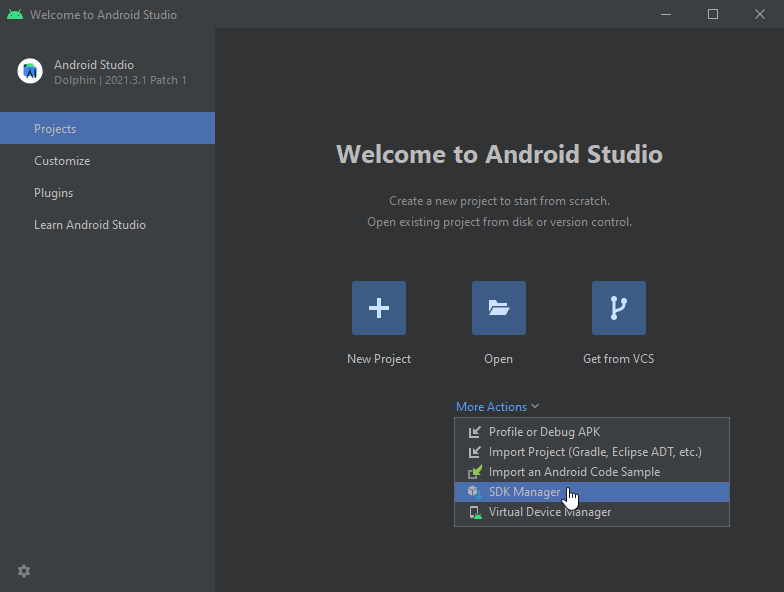 Welcome to Android Studio
Android Studio
Dolphin | 2021.3.1 Patch 1
Projects
Customize
Plugins
Learn Android Studio
Welcome to Android Studio
Create a new project to start from scratch.
Open existing project from disk or version control.
New Project
Open
Get from VCS
More Actions
Profile or Debug APK
Import Project (Gradle, Eclipse ADT, etc.)
Import an Android Code Sample
SDK Manager
Virtual Device Manager